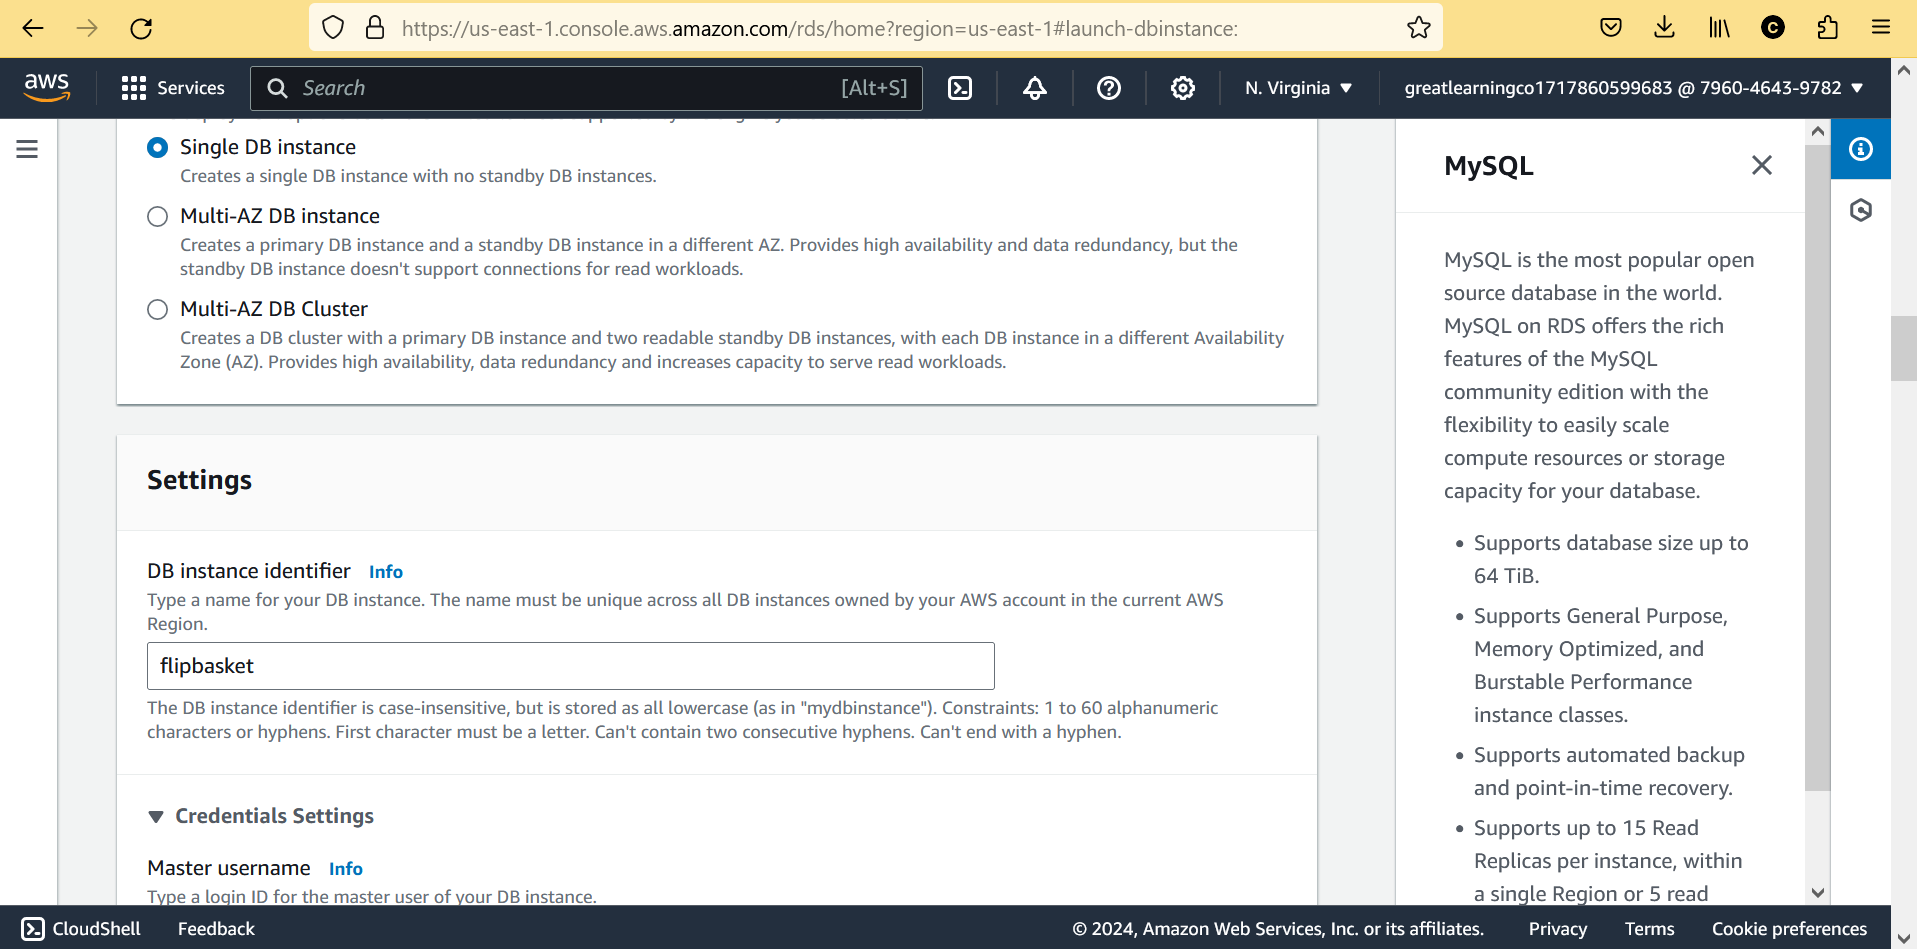 https://us-east-1.console.aws.amazon.com/rds/home?region=us-east-1#launch-dbinstance:
aws
Services
Search
[Alt+S]
N. Virginia
greatlearningco1717860599683 @ 7960-4643-9782
Single DB instance
Creates a single DB instance with no standby DB instances.
Multi-AZ DB instance
Creates a primary DB instance and a standby DB instance in a different AZ. Provides high availability and data redundancy, but the
standby DB instance doesn't support connections for read workloads.
Multi-AZ DB Cluster
Creates a DB cluster with a primary DB instance and two readable standby DB instances, with each DB instance in a different Availability
Zone (AZ). Provides high availability, data redundancy and increases capacity to serve read workloads.
Settings
DB instance identifier Info
Type a name for your DB instance. The name must be unique across all DB instances owned by your AWS account in the current AWS
Region.
flipbasket
The DB instance identifier is case-insensitive, but is stored as all lowercase (as in "mydbinstance"). Constraints: 1 to 60 alphanumeric
characters or hyphens. First character must be a letter. Can't contain two consecutive hyphens. Can't end with a hyphen.
Credentials Settings
Master username Info
Type a login ID for the master user of your DB instance.
MySQL
MySQL is the most popular open
source database in the world.
MySQL on RDS offers the rich
features of the MySQL
community edition with the
flexibility to easily scale
compute resources or storage
capacity for your database.
• Supports database size up to
64 TiB.
• Supports General Purpose,
Memory Optimized, and
Burstable Performance
instance classes.
• Supports automated backup
and point-in-time recovery.
• Supports up to 15 Read
Replicas per instance, within
a single Region or 5 read
CloudShell
Feedback
© 2024, Amazon Web Services, Inc. or its affiliates.
Privacy
Terms
Cookie preferences